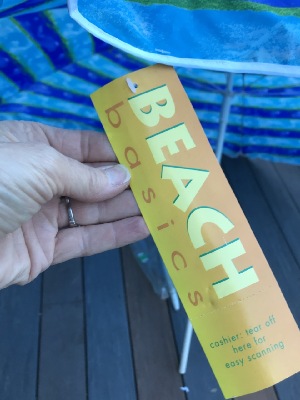 BEACH
basics
cashier: tear off
here for
easy scanning